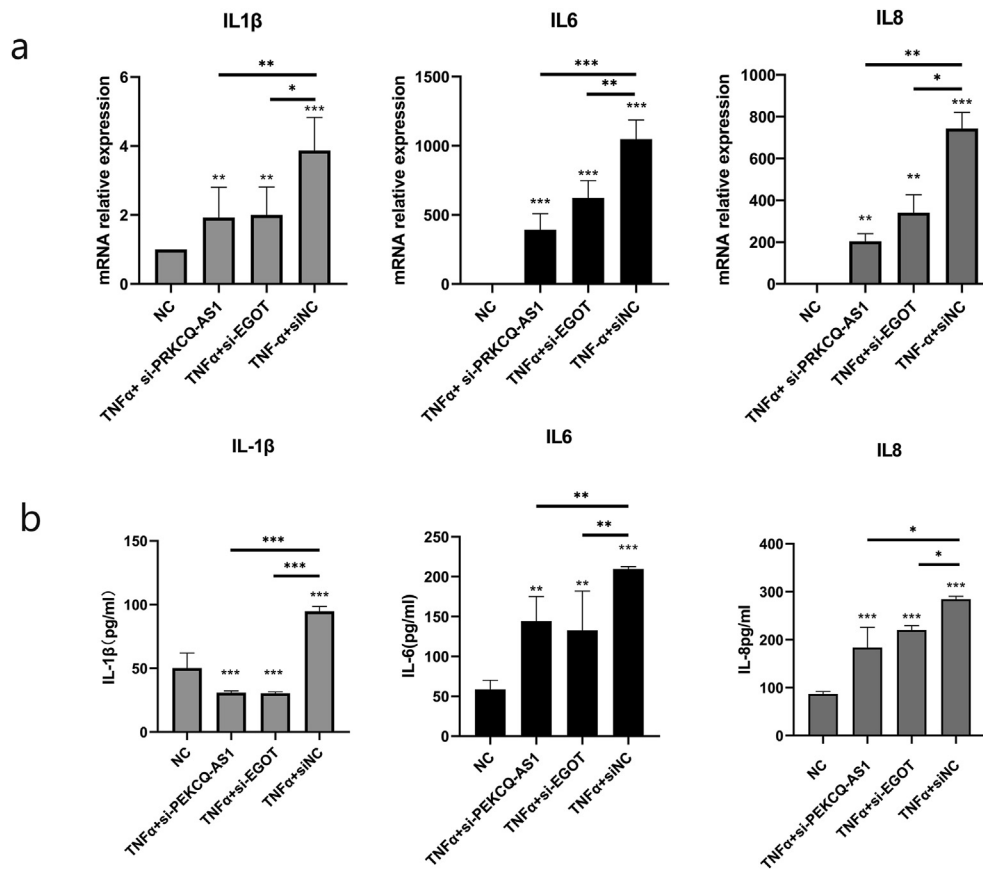 a
IL1β
mRNA relative expression
6
4
2
0
**
*
**
**
***
NC
TNFα+ si-PRKCQ-AS1
TNFα+si-EGOT
TNF-α+siNC
IL6
mRNA relative expression
1500
1000
500
0
***
**
***
***
***
NC
TNFα+ si-PRKCQ-AS1
TNFα+si-EGOT
TNF-α+siNC
IL8
mRNA relative expression
1000
800
600
400
200
0
**
*
**
**
***
NC
TNFα+ si-PRKCQ-AS1
TNFα+si-EGOT
TNF-α+siNC
b
IL-1β
IL-1β(pg/ml)
150
100
50
0
***
***
***
***
***
NC
TNFα+si-PEKCQ-AS1
TNFα+si-EGOT
TNFα+siNC
IL6
IL-6(pg/ml)
250
200
150
100
50
0
**
**
**
**
***
NC
TNFα+si-PEKCQ-AS1
TNFα+si-EGOT
TNFα+siNC
IL8
IL-8pg/ml
400
300
200
100
0
*
*
***
***
***
NC
TNFα+si-PEKCQ-AS1
TNFα+si-EGOT
TNFα+siNC